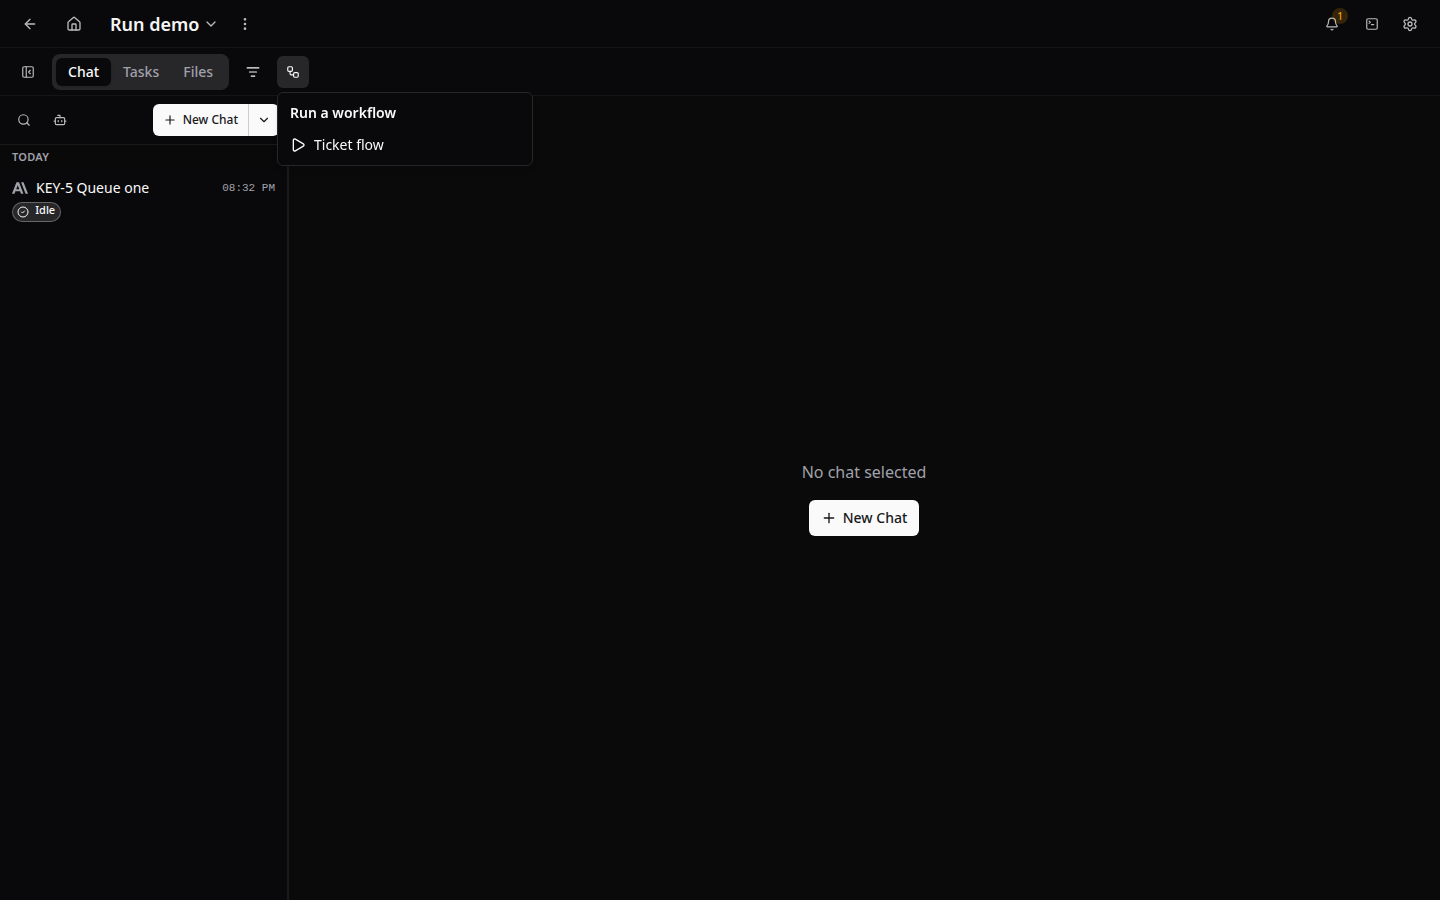 Run demo
1
Chat
Tasks
Files
New Chat
Run a workflow
Ticket flow
TODAY
KEY-5 Queue one
08:32 PM
Idle
No chat selected
New Chat